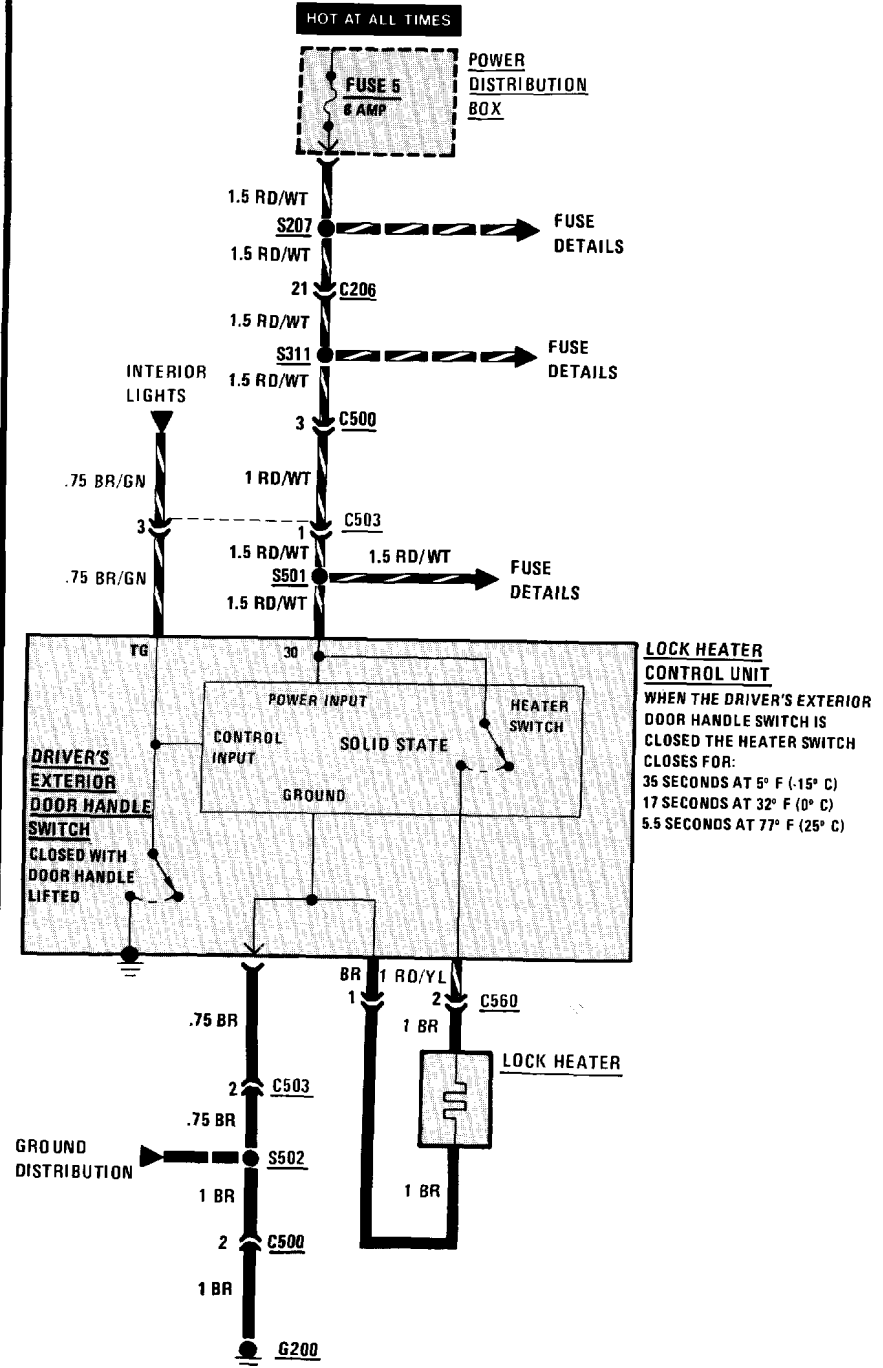 HOT AT ALL TIMES
POWER
DISTRIBUTION
BOX
FUSE 5
8 AMP
1.5 RD/WT
S207
FUSE
DETAILS
1.5 RD/WT
21
C206
1.5 RD/WT
S311
FUSE
DETAILS
1.5 RD/WT
INTERIOR
LIGHTS
3
C500
.75 BR/GN
1 RD/WT
3
1
C503
1.5 RD/WT
1.5 RD/WT
.75 BR/GN
S501
FUSE
DETAILS
1.5 RD/WT
TG
30
LOCK HEATER
CONTROL UNIT
WHEN THE DRIVER'S EXTERIOR
DOOR HANDLE SWITCH IS
CLOSED THE HEATER SWITCH
CLOSES FOR:
35 SECONDS AT 5° F (-15° C)
17 SECONDS AT 32° F (0° C)
5.5 SECONDS AT 77° F (25° C)
POWER INPUT
HEATER
SWITCH
CONTROL
INPUT
SOLID STATE
GROUND
DRIVER'S
EXTERIOR
DOOR HANDLE
SWITCH
CLOSED WITH
DOOR HANDLE
LIFTED
BR
1 RD/YL
1
2
C560
.75 BR
1 BR
LOCK HEATER
2
C503
.75 BR
GROUND
DISTRIBUTION
S502
1 BR
1 BR
2
C500
1 BR
G200